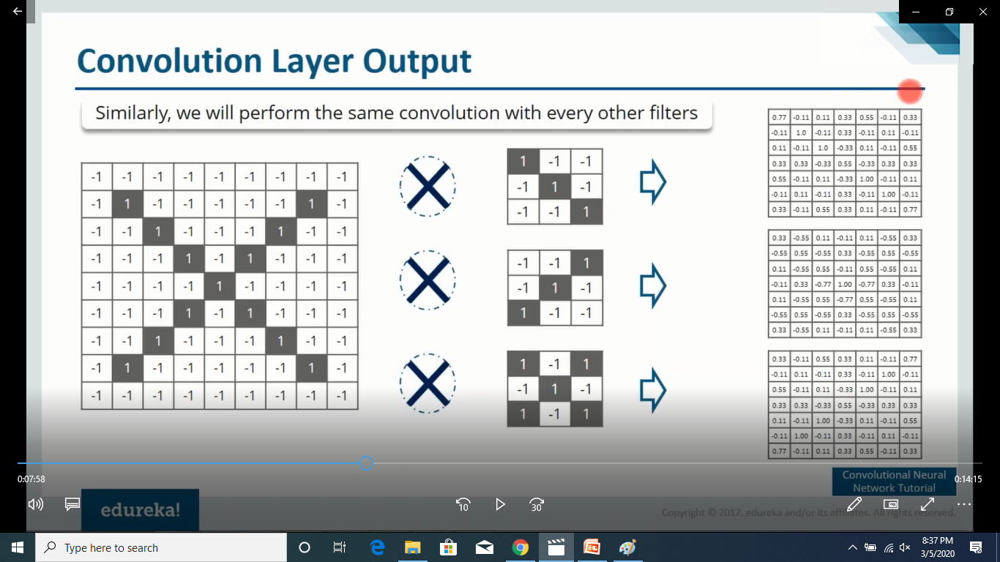 Convolution Layer Output
Similarly, we will perform the same convolution with every other filters
-1 -1 -1 -1 -1 -1 -1 -1 -1
-1 1 -1 -1 -1 -1 -1 1 -1
-1 -1 1 -1 -1 -1 1 -1 -1
-1 -1 -1 1 -1 1 -1 -1 -1
-1 -1 -1 -1 1 -1 -1 -1 -1
-1 -1 -1 1 -1 1 -1 -1 -1
-1 -1 1 -1 -1 -1 1 -1 -1
-1 1 -1 -1 -1 -1 -1 1 -1
-1 -1 -1 -1 -1 -1 -1 -1 -1
1 -1 -1
-1 1 -1
-1 -1 1
0.77 -0.11 0.11 0.33 0.55 -0.11 0.33
-0.11 1.0 -0.11 0.33 -0.11 0.11 -0.11
0.11 -0.11 1.0 -0.33 0.11 -0.11 0.55
0.33 0.33 -0.33 0.55 -0.33 0.33 0.33
0.55 -0.11 0.11 -0.33 1.00 -0.11 0.11
-0.11 0.11 -0.11 0.33 -0.11 1.00 -0.11
0.33 -0.11 0.55 0.33 0.11 -0.11 0.77
-1 -1 1
-1 1 -1
1 -1 -1
0.33 -0.55 0.11 -0.11 0.11 -0.55 0.33
-0.55 0.55 -0.55 0.33 -0.55 0.55 -0.55
0.11 -0.55 0.55 -0.11 0.55 -0.55 0.11
-0.11 0.33 -0.77 1.00 -0.77 0.33 -0.11
0.11 -0.55 0.55 -0.77 0.55 -0.55 0.11
-0.55 0.55 -0.55 0.33 -0.55 0.55 -0.55
0.33 -0.55 0.11 -0.11 0.11 -0.55 0.33
1 -1 1
-1 1 -1
1 -1 1
0.33 -0.11 0.55 0.33 0.11 -0.11 0.77
-0.11 0.11 -0.11 0.33 -0.11 1.00 -0.11
0.55 -0.11 0.11 -0.33 1.00 -0.11 0.11
0.33 0.33 -0.33 0.55 -0.33 0.33 0.33
0.11 -0.11 1.00 -0.33 0.11 -0.11 0.55
-0.11 1.00 -0.11 0.33 -0.11 0.11 -0.11
0.77 -0.11 0.11 0.33 0.55 -0.11 0.33
0:07:58
0:14:15
Convolutional Neural
Network Tutorial
10
30
edureka!
Copyright © 2017, edureka and/or its affiliates. All rights reserved.
Type here to search
8:37 PM
3/5/2020